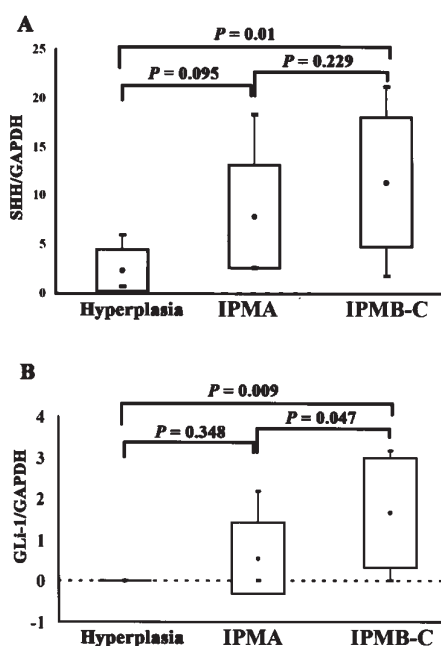 A
P = 0.01
P = 0.095
P = 0.229
SHH/GAPDH
25
20
15
10
5
0
Hyperplasia IPMA IPMB-C
B
P = 0.009
P = 0.348
P = 0.047
GLi-1/GAPDH
4
3
2
1
0
-1
Hyperplasia IPMA IPMB-C